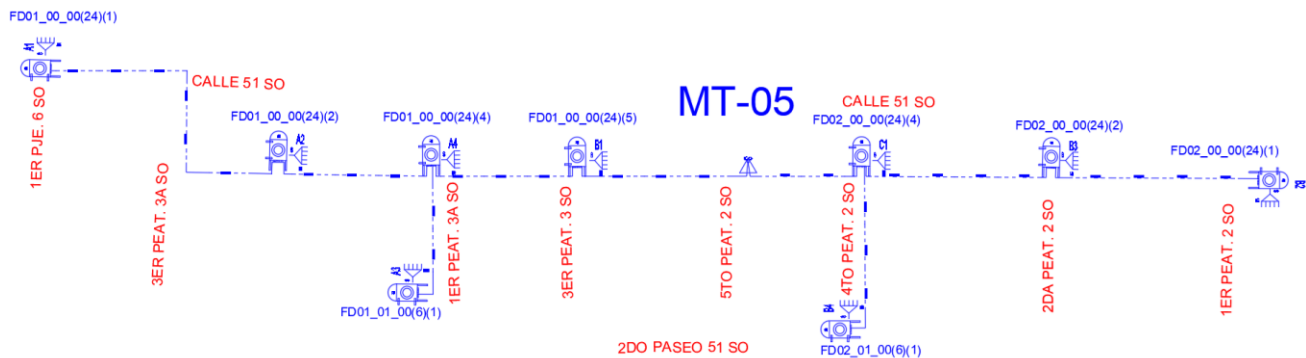 FD01_00_00(24)(1)
A1
1ER PJE. 6 SO
CALLE 51 SO
3ER PEAT. 3A SO
FD01_00_00(24)(2)
A2
FD01_00_00(24)(4)
A4
1ER PEAT. 3A SO
A3
FD01_01_00(6)(1)
FD01_00_00(24)(5)
B1
3ER PEAT. 3 SO
MT-05
5TO PEAT. 2 SO
CALLE 51 SO
FD02_00_00(24)(4)
C1
4TO PEAT. 2 SO
FD02_01_00(6)(1)
2DO PASEO 51 SO
FD02_00_00(24)(2)
B3
2DA PEAT. 2 SO
FD02_00_00(24)(1)
1ER PEAT. 2 SO